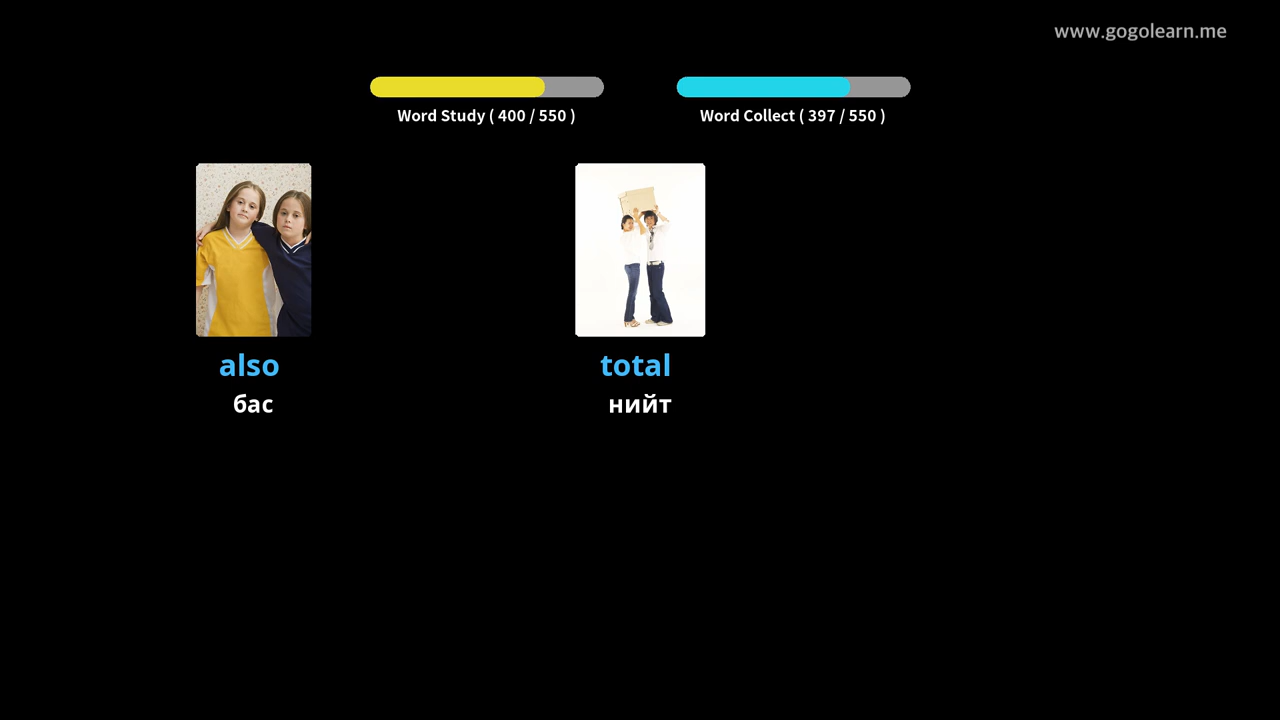 www.gogolearn.me
Word Study ( 400 / 550 )
Word Collect ( 397 / 550 )
also
бас
total
нийт